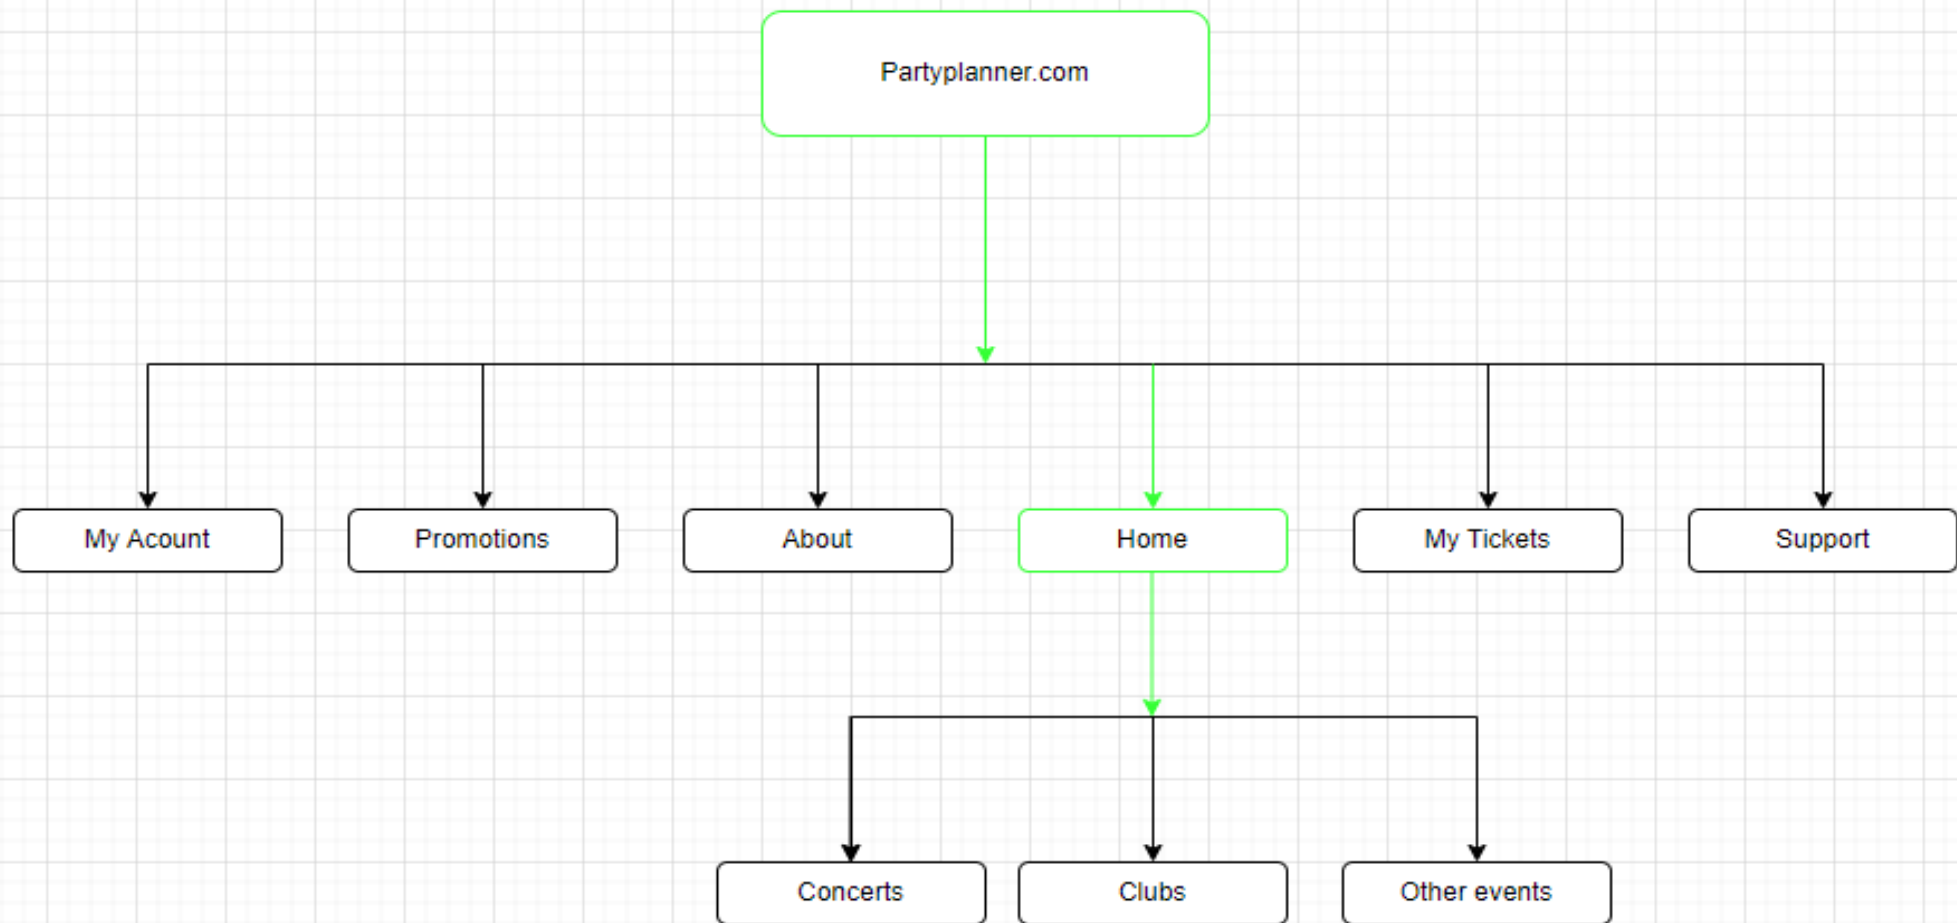 Partyplanner.com
My Acount
Promotions
About
Home
My Tickets
Support
Concerts
Clubs
Other events